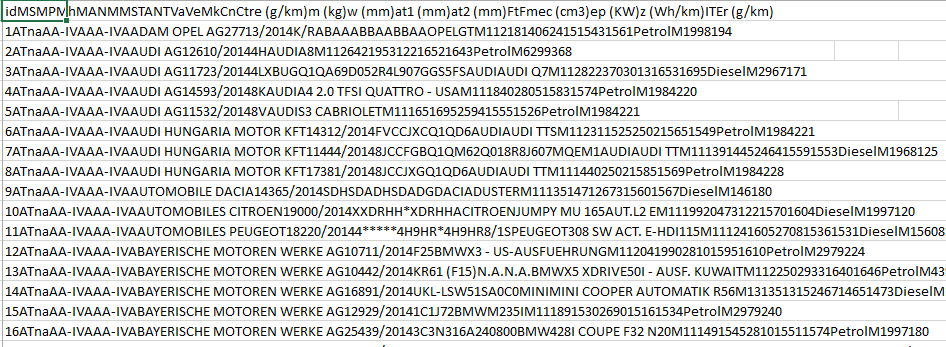 idMSMPMhMANMMSTANTVaVeMkCnCtre (g/km)m (kg)w (mm)at1 (mm)at2 (mm)FtFmec (cm3)ep (KW)z (Wh/km)ITEr (g/km)
1ATnaAA-IVAAA-IVAADAM OPEL AG27713/2014K/RABAAABBAABBAAOPELGTM112181406241515431561PetrolM1998194
2ATnaAA-IVAAA-IVAAUDI AG12610/20144HAUDIA8M112642195312216521643PetrolM6299368
3ATnaAA-IVAAA-IVAAUDI AG11723/20144LXBUGQ1QA69D052R4L907GGS5FSAUDIAUDI Q7M112822370301316531695DieselM2967171
4ATnaAA-IVAAA-IVAAUDI AG14593/20148KAUDIA4 2.0 TFSI QUATTRO - USAM111840280515831574PetrolM1984220
5ATnaAA-IVAAA-IVAAUDI AG11532/20148VAUDIS3 CABRIOLETM111651695259415551526PetrolM1984221
6ATnaAA-IVAAA-IVAAUDI HUNGARIA MOTOR KFT14312/2014FVCCJXCQ1QD6AUDIAUDI TTSM112311525250215651549PetrolM1984221
7ATnaAA-IVAAA-IVAAUDI HUNGARIA MOTOR KFT11444/20148JCCFGBQ1QM62Q018R8J607MQEM1AUDIAUDI TTM111391445246415591553DieselM1968125
8ATnaAA-IVAAA-IVAAUDI HUNGARIA MOTOR KFT17381/20148JCCJXGQ1QD6AUDIAUDI TTM111440250215851569PetrolM1984228
9ATnaAA-IVAAA-IVAAUTOMOBILE DACIA14365/2014SDHSDADHSDADGDACIADUSTERM111351471267315601567DieselM146180
10ATnaAA-IVAAA-IVAAUTOMOBILES CITROEN19000/2014XXDRHH*XDRHHACITROENJUMPY MU 165AUT.L2 EM111992047312215701604DieselM1997120
11ATnaAA-IVAAA-IVAAUTOMOBILES PEUGEOT18220/20144*****4H9HR*4H9HR8/1SPEUGEOT308 SW ACT. E-HDI115M111241605270815361531DieselM15608
12ATnaAA-IVAAA-IVABAYERISCHE MOTOREN WERKE AG10711/2014F25BMWX3 - US-AUSFUEHRUNGM112041990281015951610PetrolM2979224
13ATnaAA-IVAAA-IVABAYERISCHE MOTOREN WERKE AG10442/2014KR61 (F15)N.A.N.A.BMWX5 XDRIVE50I - AUSF. KUWAITM112250293316401646PetrolM439
14ATnaAA-IVAAA-IVABAYERISCHE MOTOREN WERKE AG16891/2014UKL-LSW51SA0C0MINIMINI COOPER AUTOMATIK R56M131351315246714651473DieselM
15ATnaAA-IVAAA-IVABAYERISCHE MOTOREN WERKE AG12929/20141C1J72BMWM235IM111891530269015161534PetrolM2979240
16ATnaAA-IVAAA-IVABAYERISCHE MOTOREN WERKE AG25439/20143C3N316A240800BMW428I COUPE F32 N20M111491545281015511574PetrolM1997180